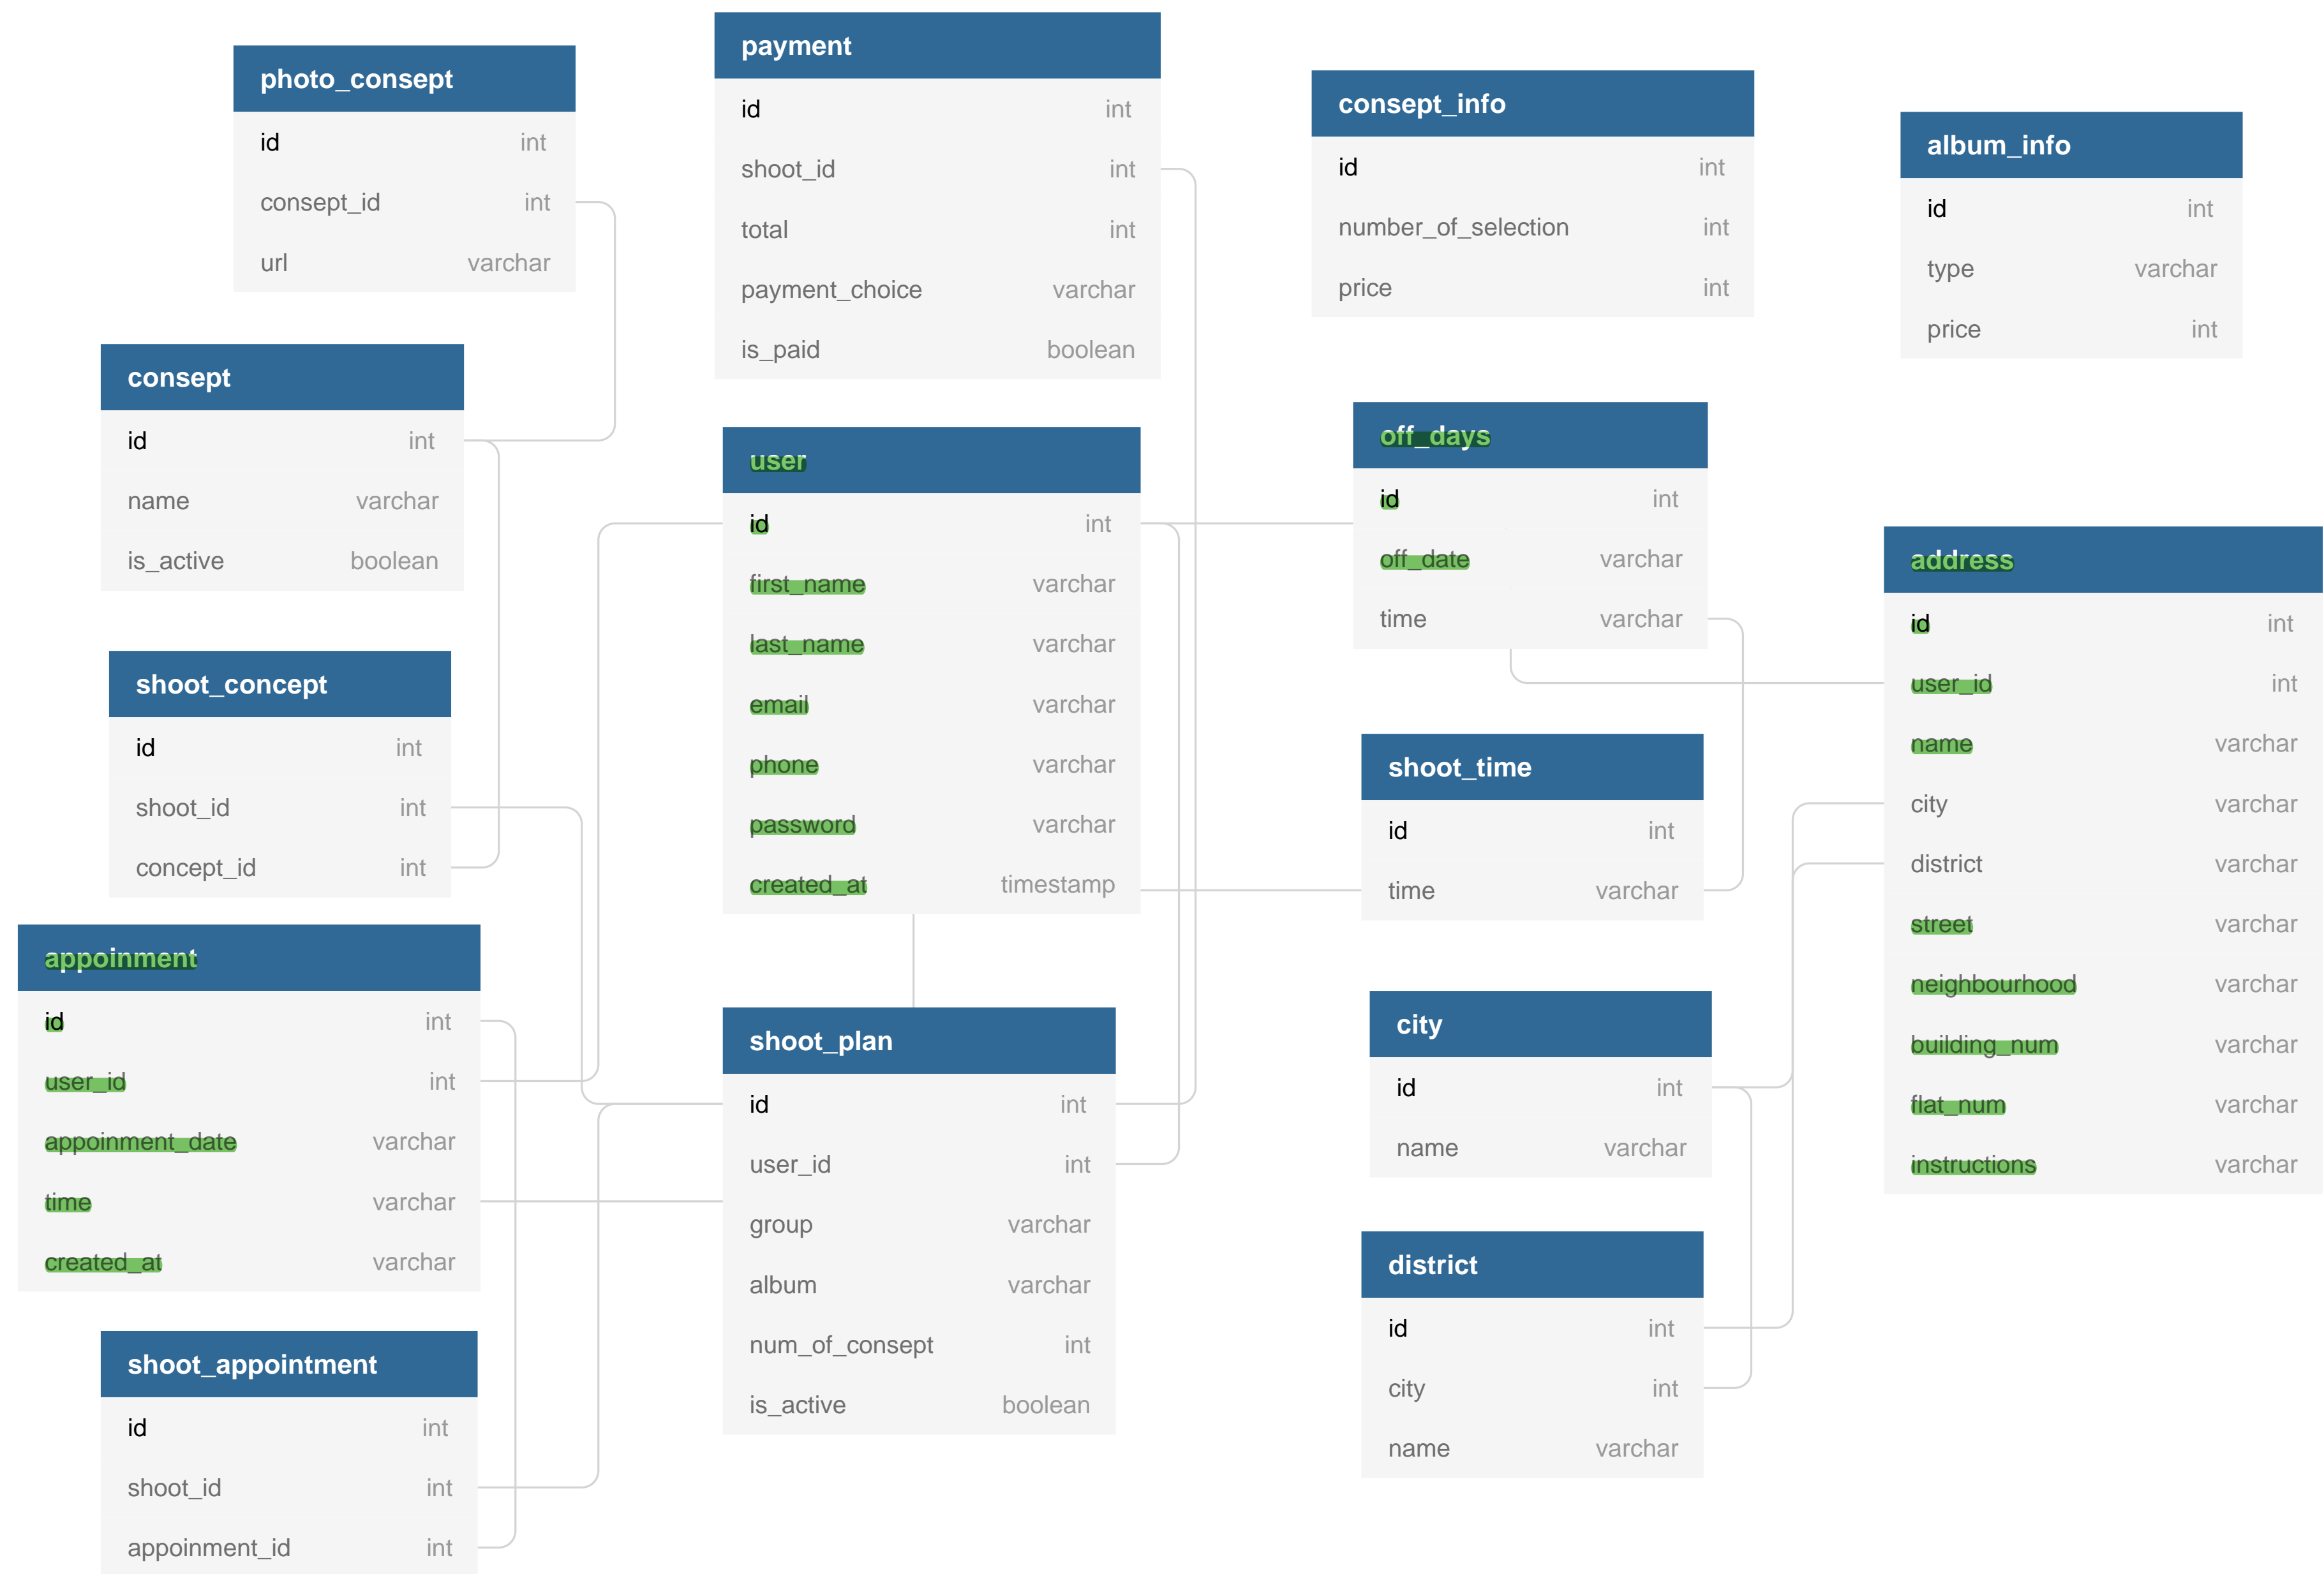 photo_consept
id int
consept_id int
url varchar
consept
id int
name varchar
is_active boolean
shoot_concept
id int
shoot_id int
concept_id int
appoinment
id int
user_id int
appoinment_date varchar
time varchar
created_at varchar
shoot_appointment
id int
shoot_id int
appoinment_id int
payment
id int
shoot_id int
total int
payment_choice varchar
is_paid boolean
user
id int
first_name varchar
last_name varchar
email varchar
phone varchar
password varchar
created_at timestamp
shoot_plan
id int
user_id int
group varchar
album varchar
num_of_consept int
is_active boolean
consept_info
id int
number_of_selection int
price int
off_days
id int
off_date varchar
time varchar
shoot_time
id int
time varchar
city
id int
name varchar
district
id int
city int
name varchar
album_info
id int
type varchar
price int
address
id int
user_id int
name varchar
city varchar
district varchar
street varchar
neighbourhood varchar
building_num varchar
flat_num varchar
instructions varchar